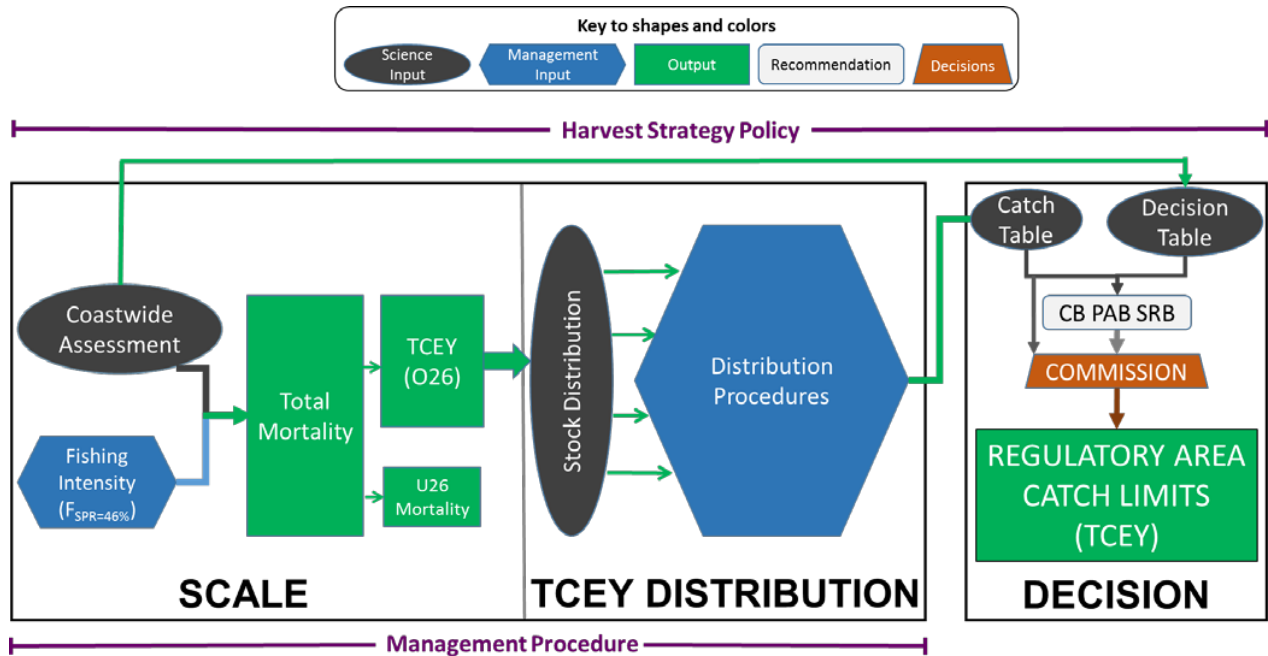 Key to shapes and colors
Science
Input
Management
Input
Output
Recommendation
Decisions
Harvest Strategy Policy
Coastwide
Assessment
Fishing
Intensity
(FSPR=46%)
Total
Mortality
TCEY
(O26)
U26
Mortality
SCALE
Stock Distribution
Distribution
Procedures
TCEY DISTRIBUTION
Catch
Table
Decision
Table
CB PAB SRB
COMMISSION
REGULATORY AREA
CATCH LIMITS
(TCEY)
DECISION
Management Procedure